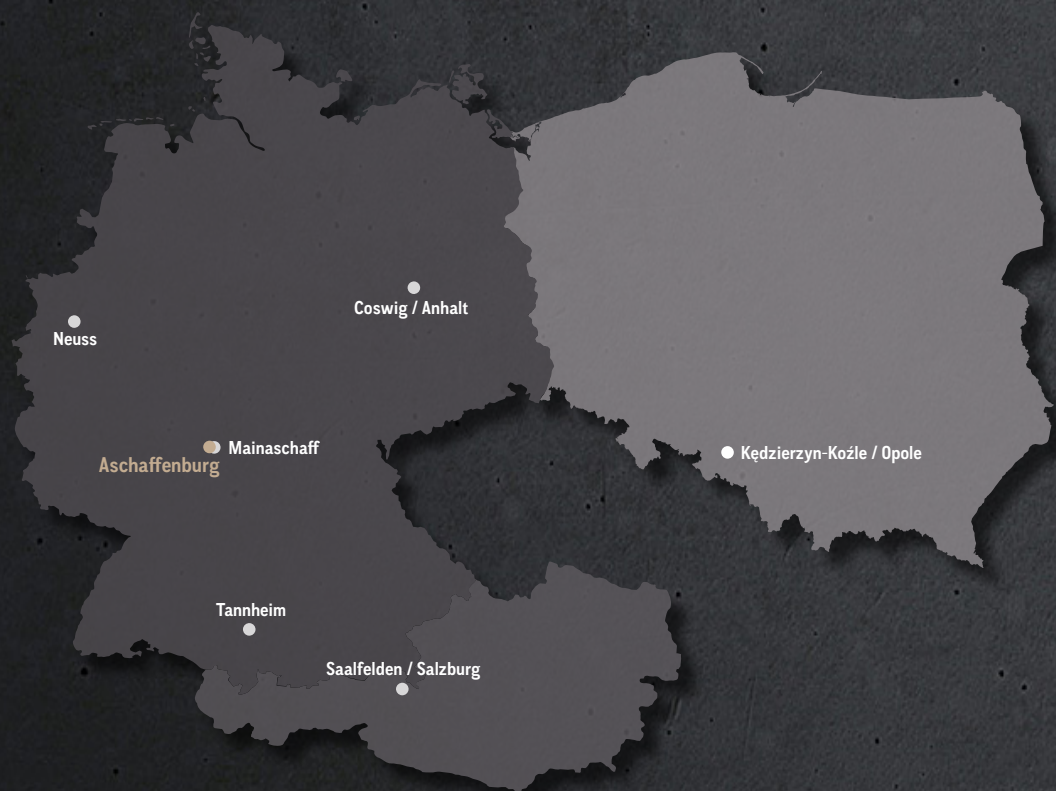 Coswig / Anhalt
Neuss
Mainaschaff
Aschaffenburg
Kędzierzyn-Koźle / Opole
Tannheim
Saalfelden / Salzburg